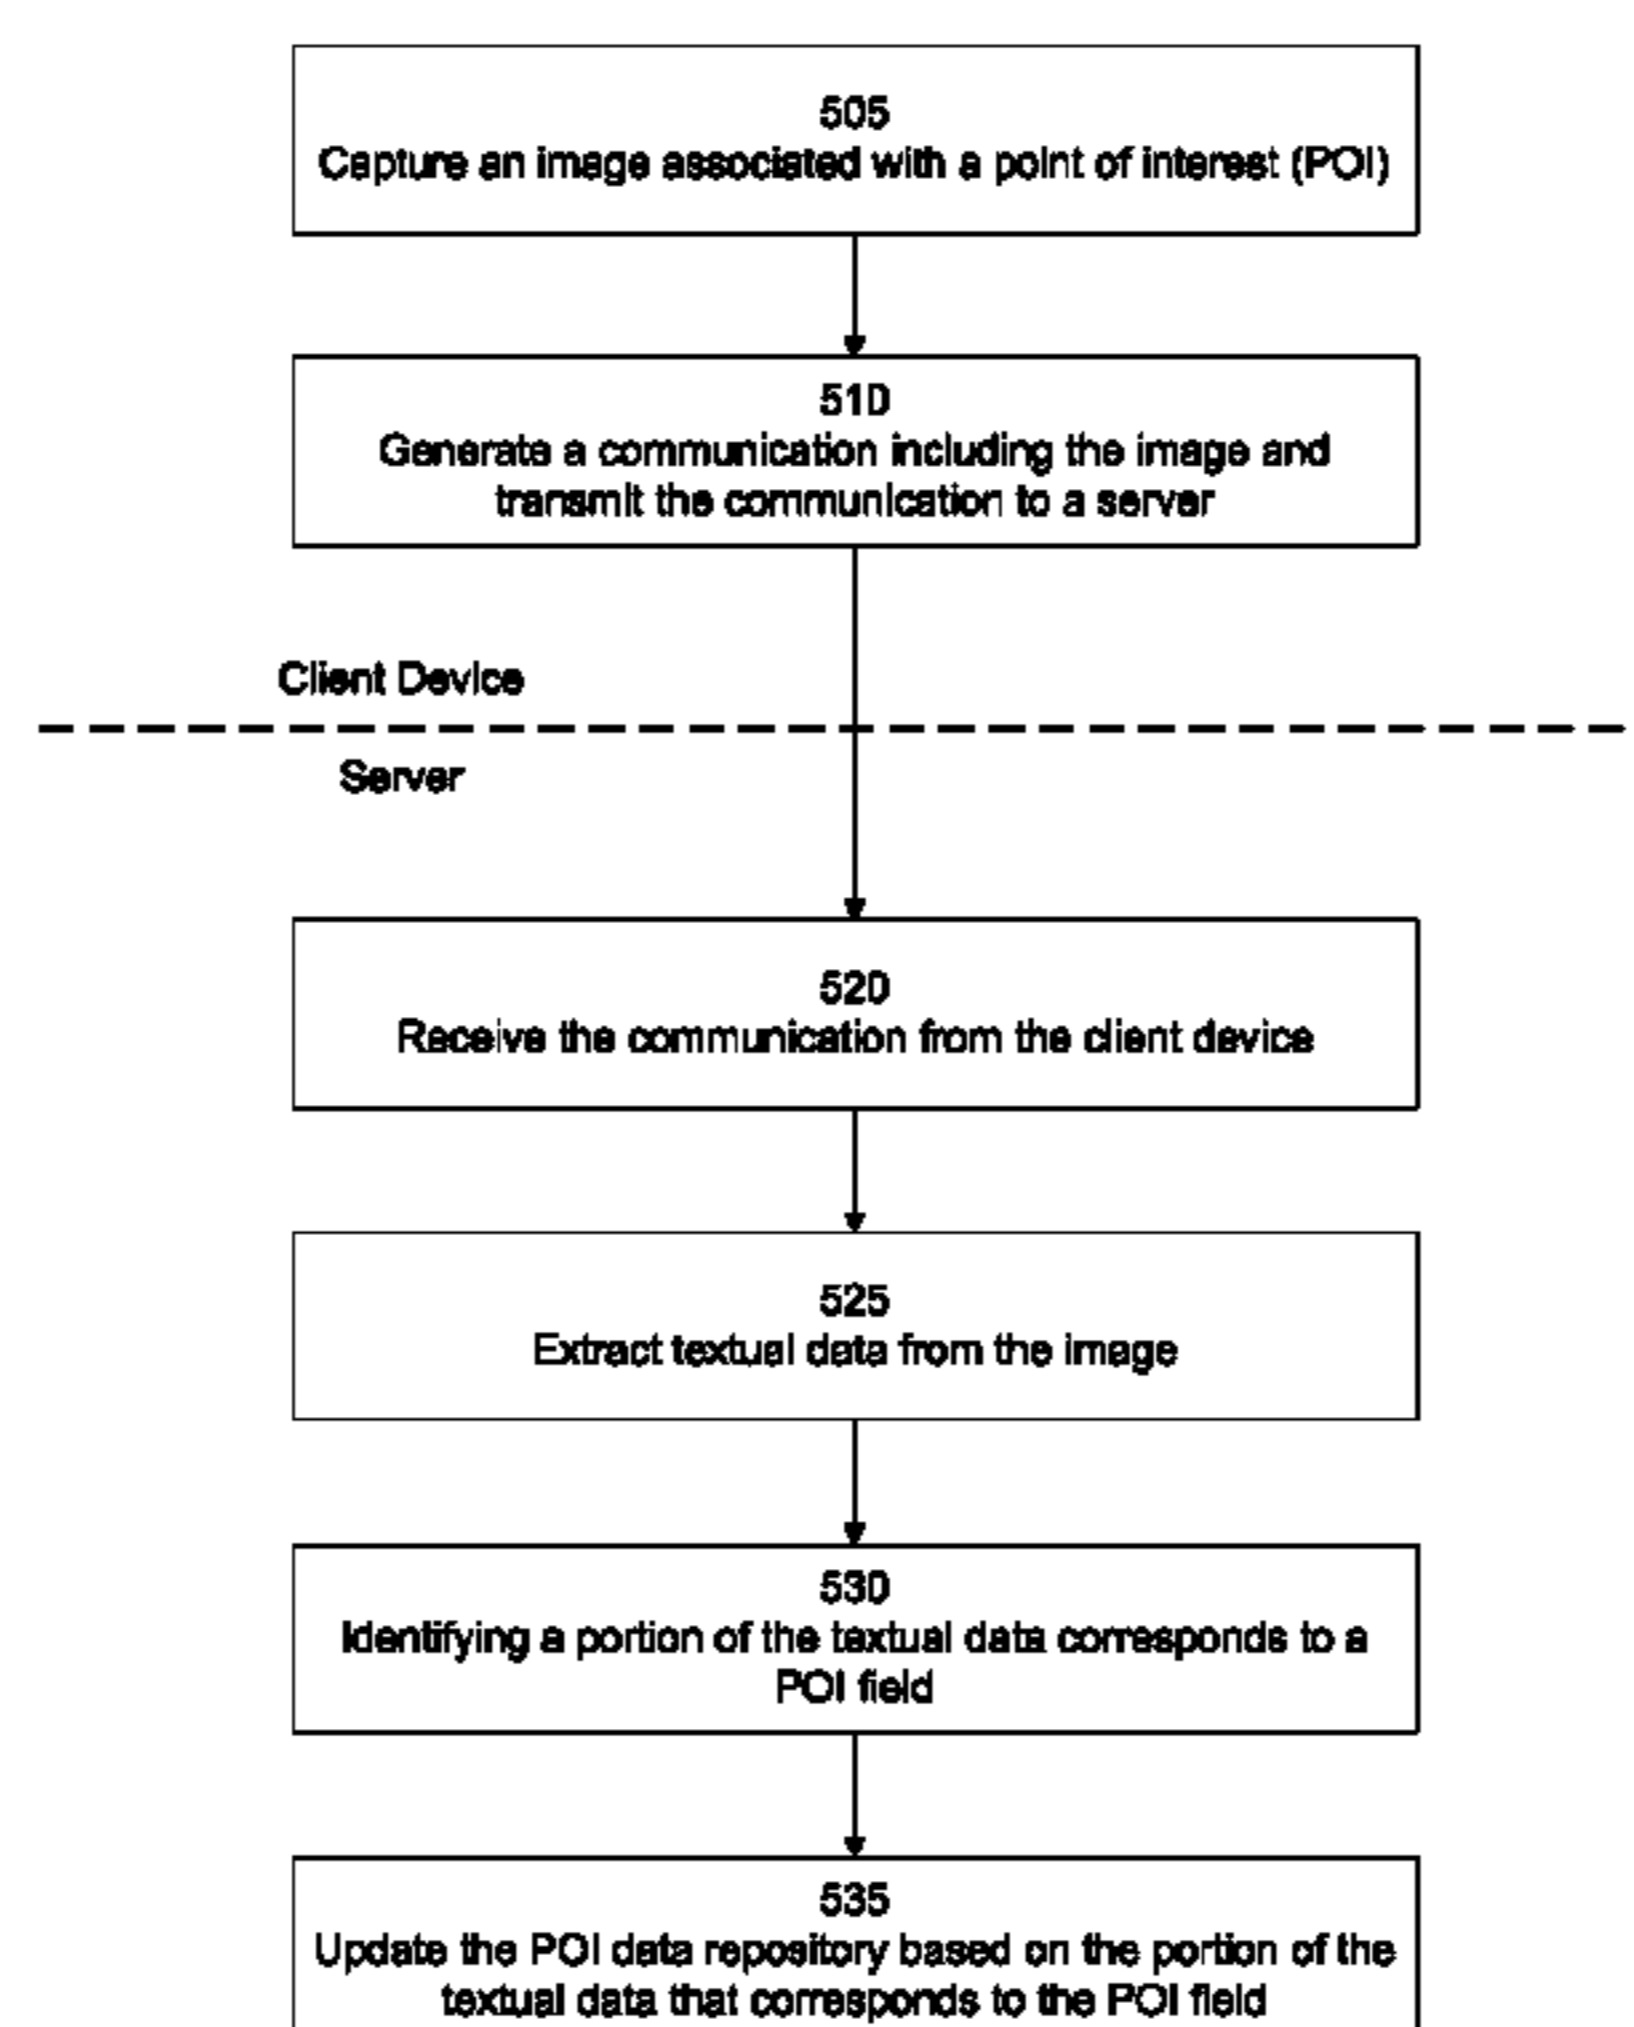 505
Capture an image associated with a point of interest (POI)
510
Generate a communication including the image and
transmit the communication to a server
Client Device
Server
520
Receive the communication from the client device
525
Extract textual data from the image
530
Identifying a portion of the textual data corresponds to a
POI field
535
Update the POI data repository based on the portion of the
textual data that corresponds to the POI field